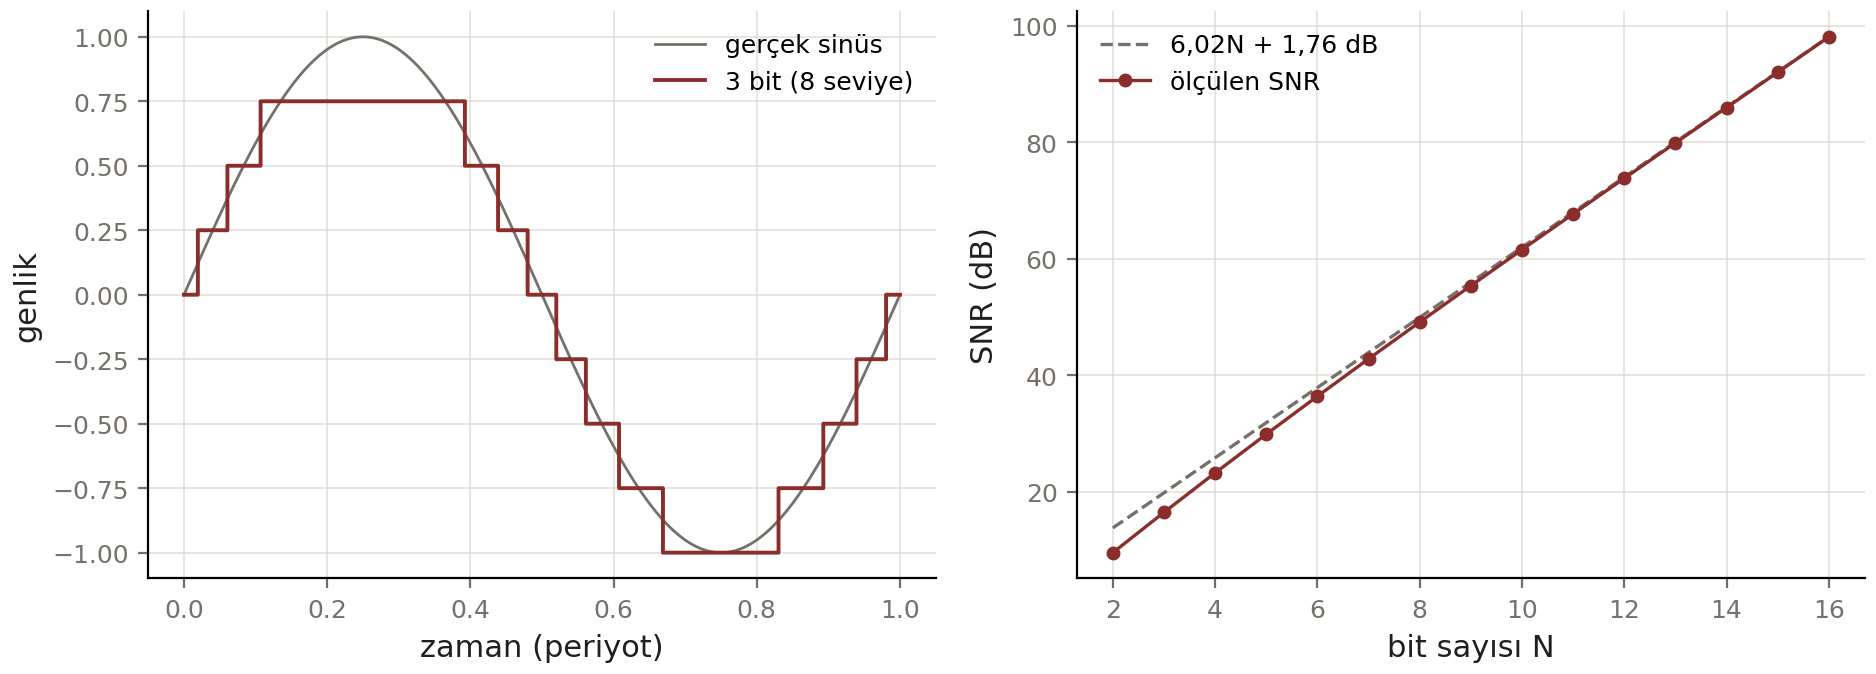 gerçek sinüs
3 bit (8 seviye)
1.00
0.75
0.50
0.25
0.00
−0.25
−0.50
−0.75
−1.00
genlik
0.0 0.2 0.4 0.6 0.8 1.0
zaman (periyot)
6,02N + 1,76 dB
ölçülen SNR
100
80
60
40
20
SNR (dB)
2 4 6 8 10 12 14 16
bit sayısı N